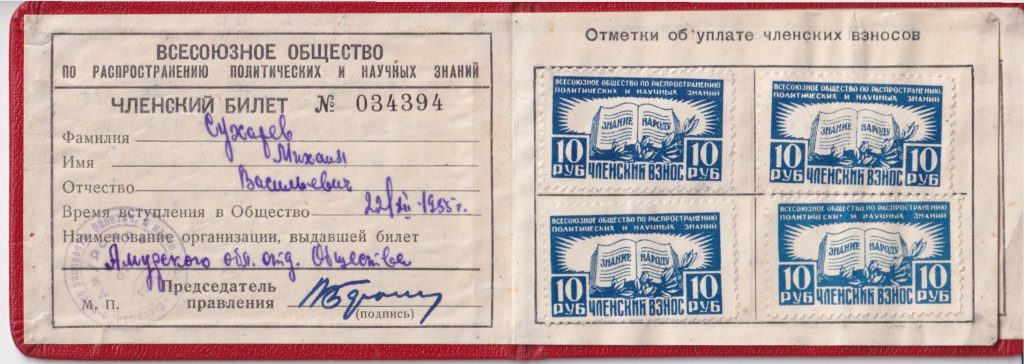 ВСЕСОЮЗНОЕ ОБЩЕСТВО
ПО РАСПРОСТРАНЕНИЮ ПОЛИТИЧЕСКИХ И НАУЧНЫХ ЗНАНИЙ
ЧЛЕНСКИЙ БИЛЕТ № 034394
Фамилия Сухарев
Имя Михаил
Отчество Васильевич
Время вступления в Общество 1955 г.
Наименование организации, выдавшей билет
Амурского обл. отд. Общества
Председатель
правления
М. П. (подпись)
Отметки об уплате членских взносов
ВСЕСОЮЗНОЕ ОБЩЕСТВО ПО РАСПРОСТРАНЕНИЮ
ПОЛИТИЧЕСКИХ И НАУЧНЫХ ЗНАНИЙ
ЗНАНИЕ НАРОДУ
10 РУБ ЧЛЕНСКИЙ ВЗНОС 10 РУБ
ВСЕСОЮЗНОЕ ОБЩЕСТВО ПО РАСПРОСТРАНЕНИЮ
ПОЛИТИЧЕСКИХ И НАУЧНЫХ ЗНАНИЙ
ЗНАНИЕ НАРОДУ
10 РУБ ЧЛЕНСКИЙ ВЗНОС 10 РУБ
ВСЕСОЮЗНОЕ ОБЩЕСТВО ПО РАСПРОСТРАНЕНИЮ
ПОЛИТИЧЕСКИХ И НАУЧНЫХ ЗНАНИЙ
ЗНАНИЕ НАРОДУ
10 РУБ ЧЛЕНСКИЙ ВЗНОС 10 РУБ
ВСЕСОЮЗНОЕ ОБЩЕСТВО ПО РАСПРОСТРАНЕНИЮ
ПОЛИТИЧЕСКИХ И НАУЧНЫХ ЗНАНИЙ
ЗНАНИЕ НАРОДУ
10 РУБ ЧЛЕНСКИЙ ВЗНОС 10 РУБ